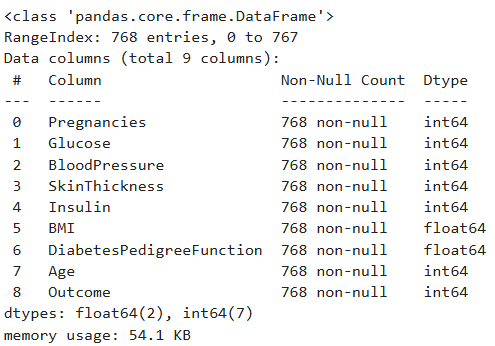 <class 'pandas.core.frame.DataFrame'>
RangeIndex: 768 entries, 0 to 767
Data columns (total 9 columns):
 #   Column                    Non-Null Count  Dtype
---  ------                    --------------  -----
 0   Pregnancies               768 non-null    int64
 1   Glucose                   768 non-null    int64
 2   BloodPressure             768 non-null    int64
 3   SkinThickness             768 non-null    int64
 4   Insulin                   768 non-null    int64
 5   BMI                       768 non-null    float64
 6   DiabetesPedigreeFunction  768 non-null    float64
 7   Age                       768 non-null    int64
 8   Outcome                   768 non-null    int64
dtypes: float64(2), int64(7)
memory usage: 54.1 KB